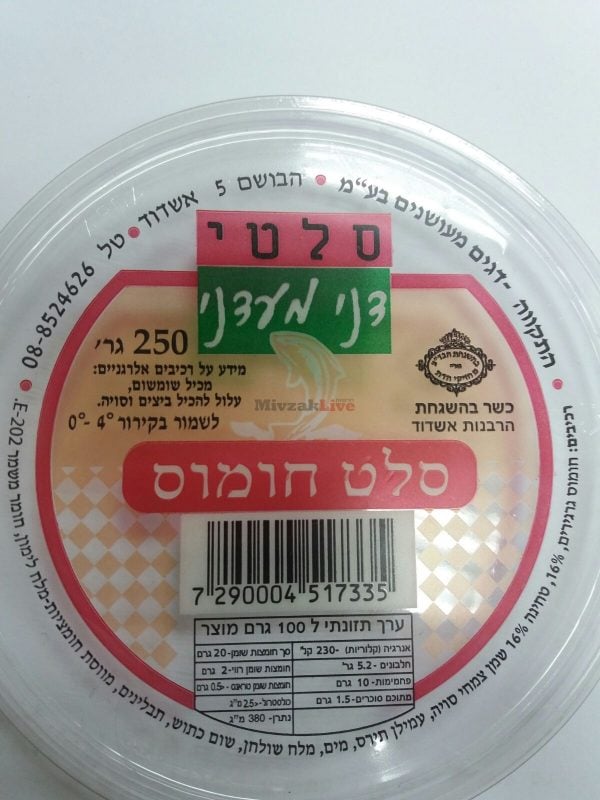 התקווה -דגים מעושנים בע"מ • הבושם 5 אשדוד • טל 08-8524626 •
סלטי
דני מעדני
250 גר'
מידע על רכיבים אלרגניים:
מכיל שומשום,
עלול להכיל ביצים וסויה.
לשמור בקירור 4°-0°
כשר בהשגחת
הרבנות אשדוד
MivzakLive
סלט חומוס
7 290004 517335
ערך תזונתי ל 100 גרם מוצר
אנרגיה (קלוריות) -230 קל'
חלבונים -5.2 גר'
פחמימות- 10 גרם
מתוכם סוכרים-1.5 גרם
סך חומצות שומן-20 גרם
חומצות שומן רווי-2 גרם
חומצות שומן טראנס -<0.5 גרם
כולסטרול-<2.5 מ"ג
נתרן- 380 מ"ג
רכיבים: חומוס גרגירים, 16%, טחינה 16% שמן צמחי סויה, עמילן תירס, מים, מלח שולחן, שום כתוש, תבלינים, מווסת חומציות-מלח לימון, חומר משמר E-202.